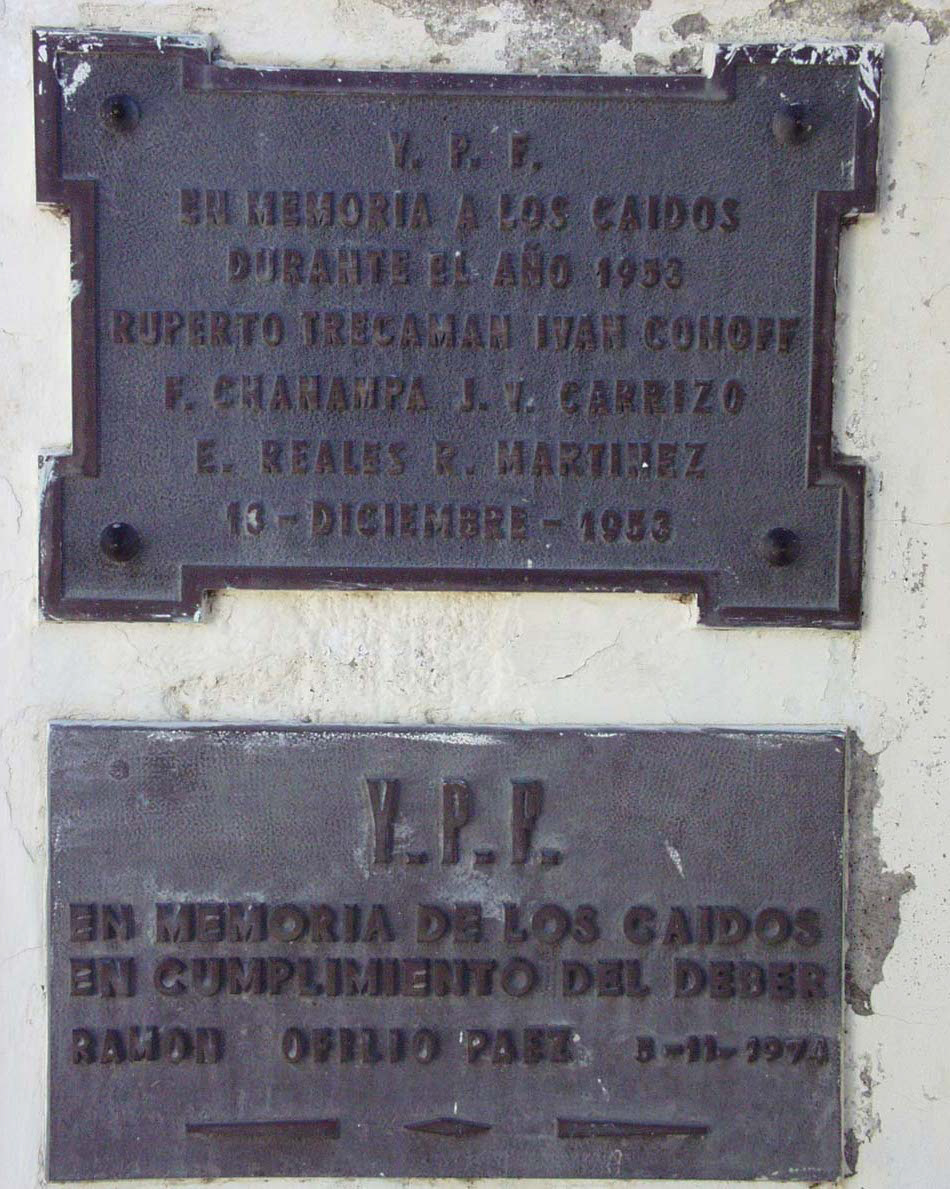 Y. P. F.
EN MEMORIA A LOS CAIDOS
DURANTE EL AÑO 1953
RUPERTO TRECAMAN IVAN CONOFF
F. CHANAMPA J. V. CARRIZO
E. REALES R. MARTINEZ
13 - DICIEMBRE - 1953
Y.P.F.
EN MEMORIA DE LOS CAIDOS
EN CUMPLIMIENTO DEL DEBER
RAMON OFILIO PAEZ 5-11-1974